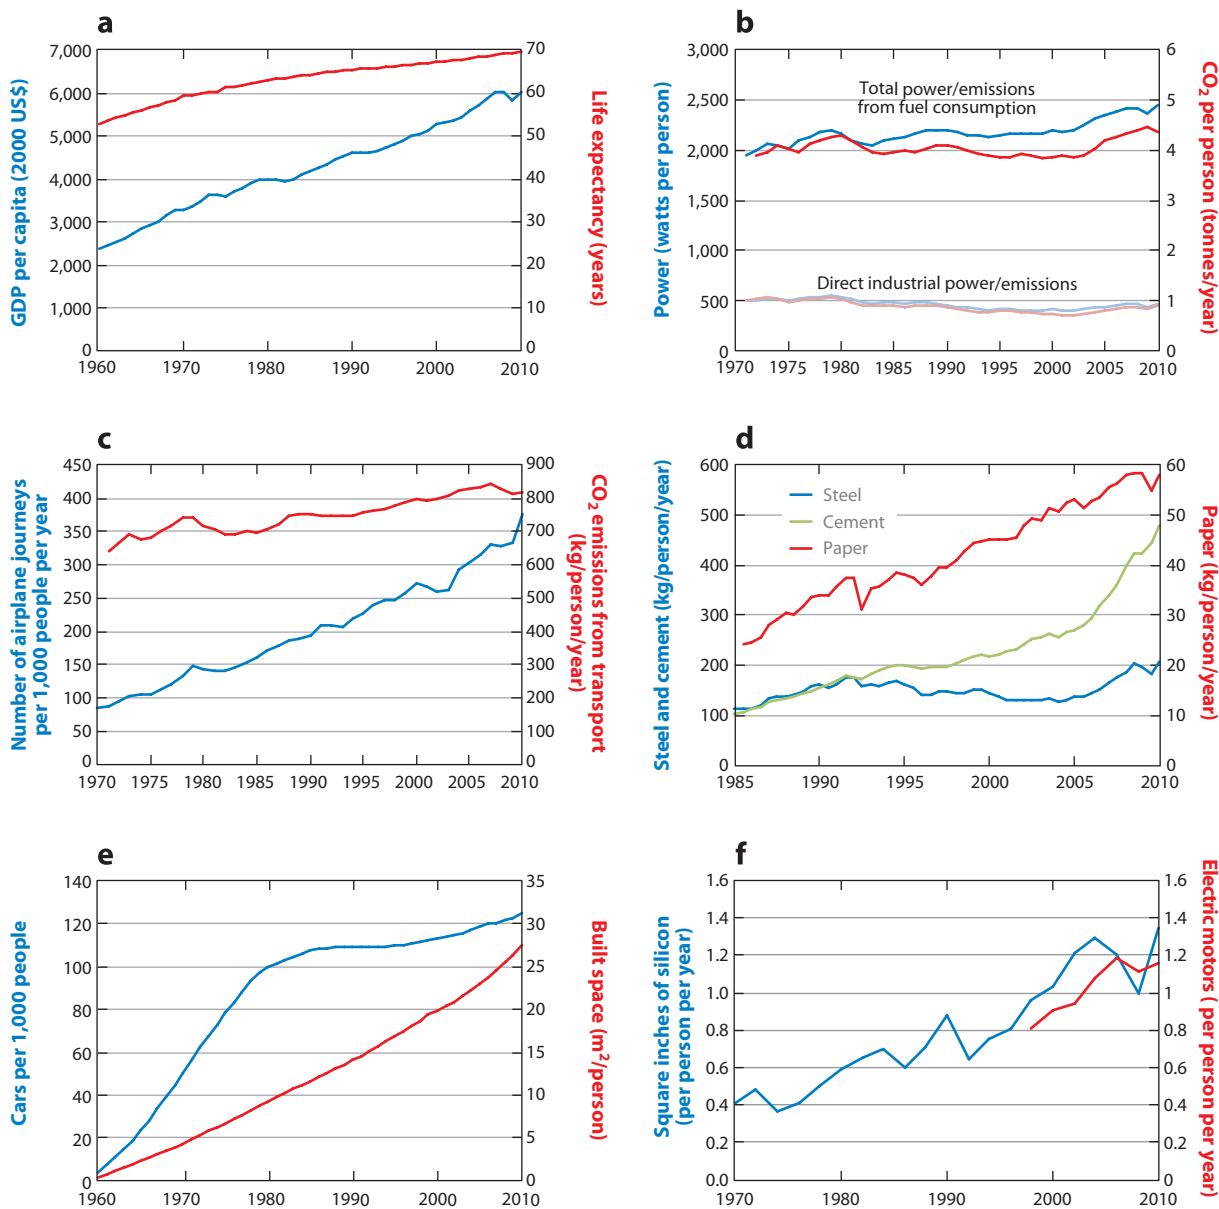 a
7,000
6,000
5,000
4,000
3,000
2,000
1,000
0
GDP per capita (2000 US$)
70
60
50
40
30
20
10
0
Life expectancy (years)
1960 1970 1980 1990 2000 2010
b
3,000
2,500
2,000
1,500
1,000
500
0
Power (watts per person)
6
5
4
3
2
1
0
CO2 per person (tonnes/year)
Total power/emissions
from fuel consumption
Direct industrial power/emissions
1970 1975 1980 1985 1990 1995 2000 2005 2010
c
450
400
350
300
250
200
150
100
50
0
Number of airplane journeys
per 1,000 people per year
900
800
700
600
500
400
300
200
100
0
CO2 emissions from transport
(kg/person/year)
1970 1975 1980 1985 1990 1995 2000 2005 2010
d
600
500
400
300
200
100
0
Steel and cement (kg/person/year)
60
50
40
30
20
10
0
Paper (kg/person/year)
Steel
Cement
Paper
1985 1990 1995 2000 2005 2010
e
140
120
100
80
60
40
20
0
Cars per 1,000 people
35
30
25
20
15
10
5
0
Built space (m2/person)
1960 1970 1980 1990 2000 2010
f
1.6
1.4
1.2
1.0
0.8
0.6
0.4
0.2
0.0
Square inches of silicon
(per person per year)
1.6
1.4
1.2
1
0.8
0.6
0.4
0.2
0
Electric motors ( per person per year)
1970 1980 1990 2000 2010